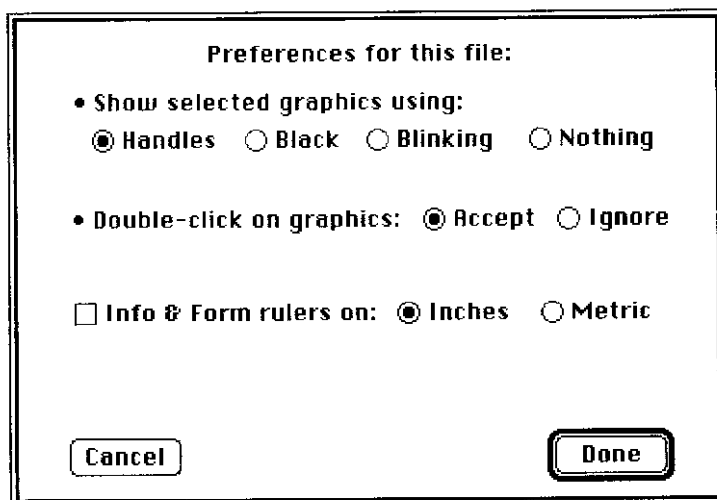 Preferences for this file:
• Show selected graphics using:
Handles Black Blinking Nothing
• Double-click on graphics: Accept Ignore
Info & Form rulers on: Inches Metric
Cancel Done